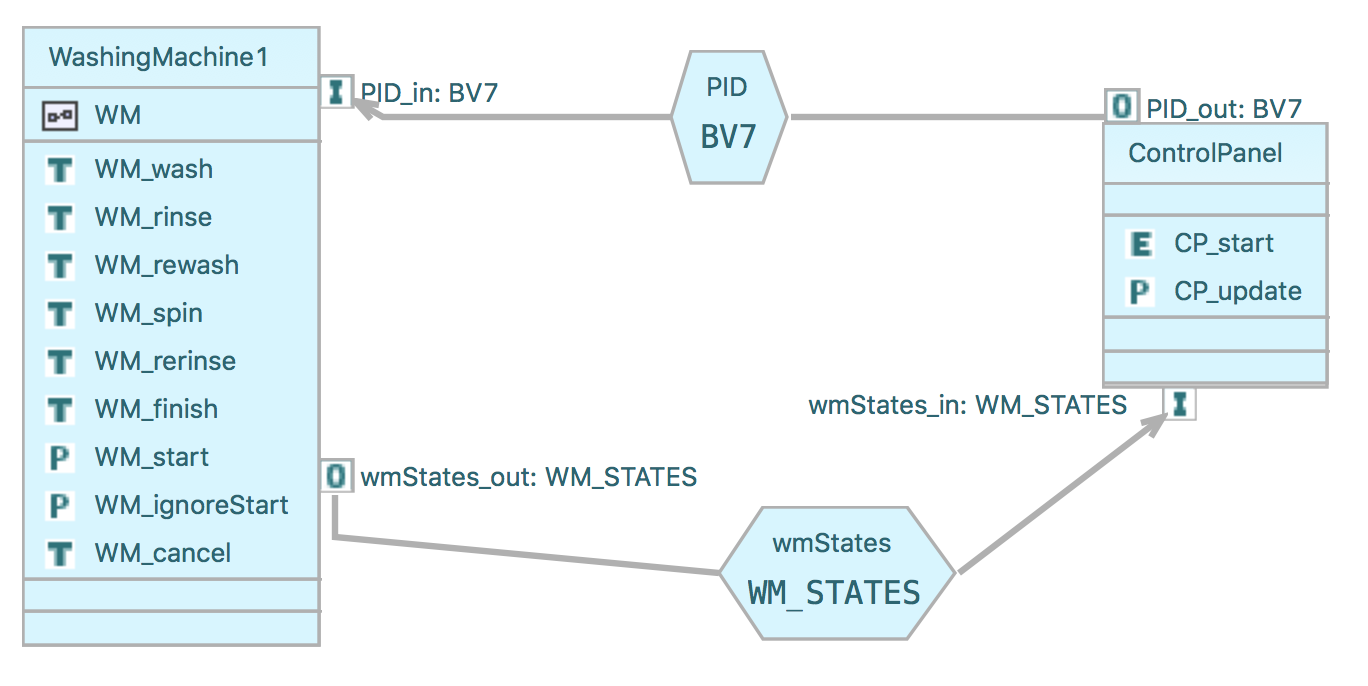 WashingMachine1
WM
T WM_wash
T WM_rinse
T WM_rewash
T WM_spin
T WM_rerinse
T WM_finish
P WM_start
P WM_ignoreStart
T WM_cancel
I PID_in: BV7
PID
BV7
O PID_out: BV7
ControlPanel
E CP_start
P CP_update
wmStates_in: WM_STATES I
O wmStates_out: WM_STATES
wmStates
WM_STATES